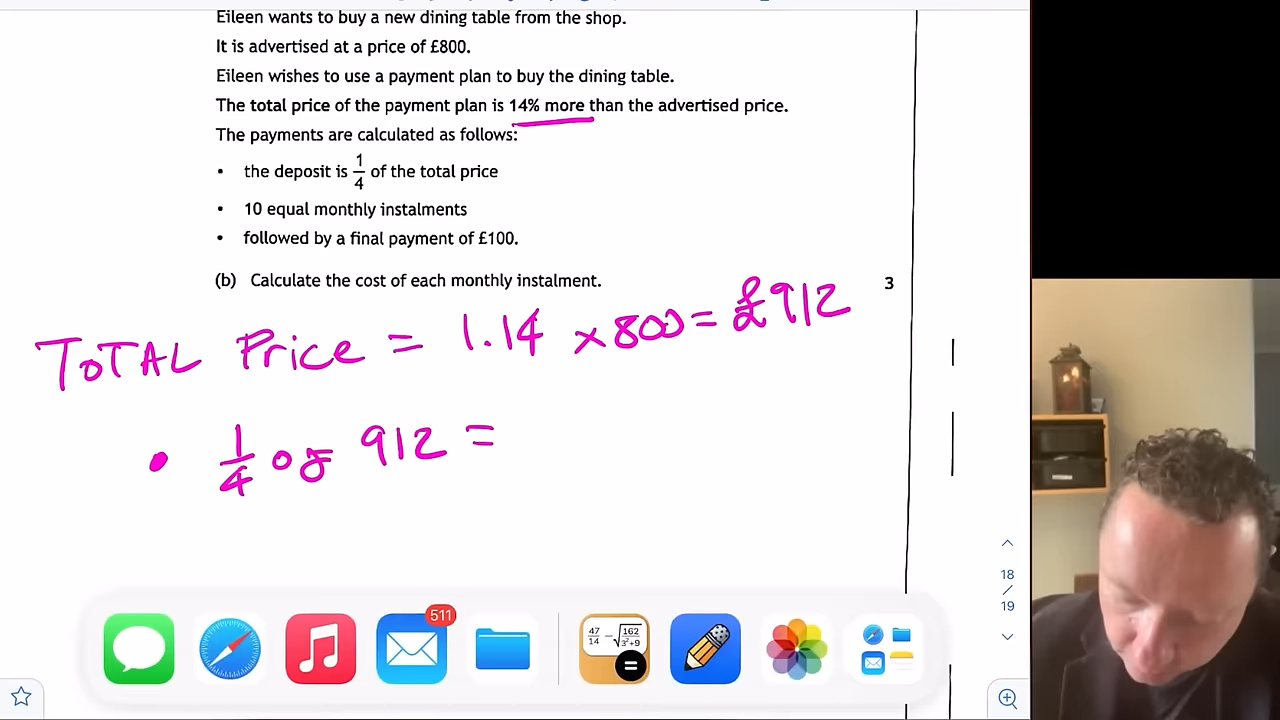 Eileen wants to buy a new dining table from the shop.
It is advertised at a price of £800.
Eileen wishes to use a payment plan to buy the dining table.
The total price of the payment plan is 14% more than the advertised price.
The payments are calculated as follows:
• the deposit is 1/4 of the total price
• 10 equal monthly instalments
• followed by a final payment of £100.
(b) Calculate the cost of each monthly instalment. 3
TOTAL Price = 1.14 × 800 = £912
• 1/4 of 912 =
18
/
19
511
47/14 − √162/3²+9
=